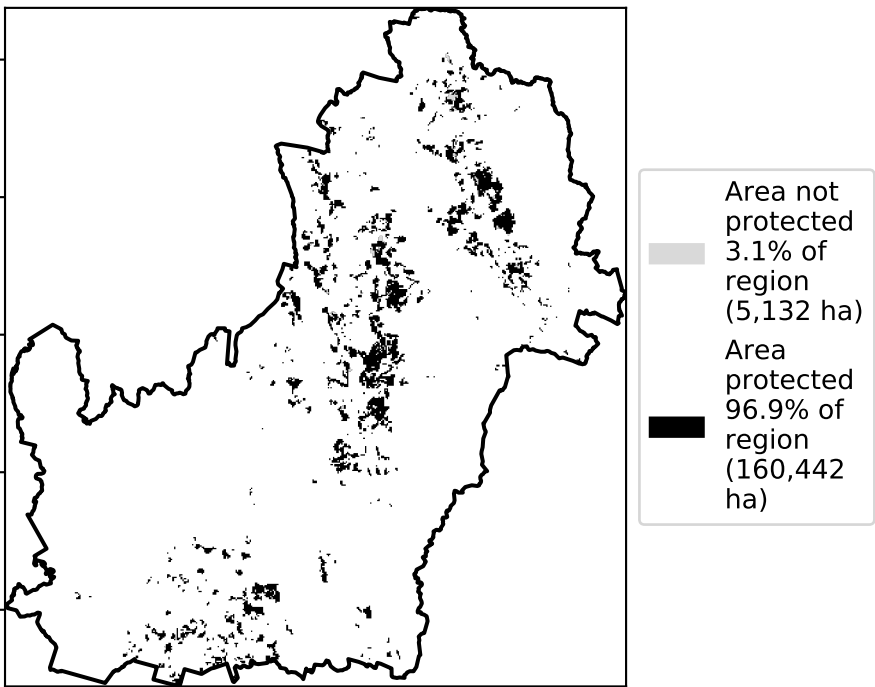 Area not
protected
3.1% of
region
(5,132 ha)
Area
protected
96.9% of
region
(160,442
ha)